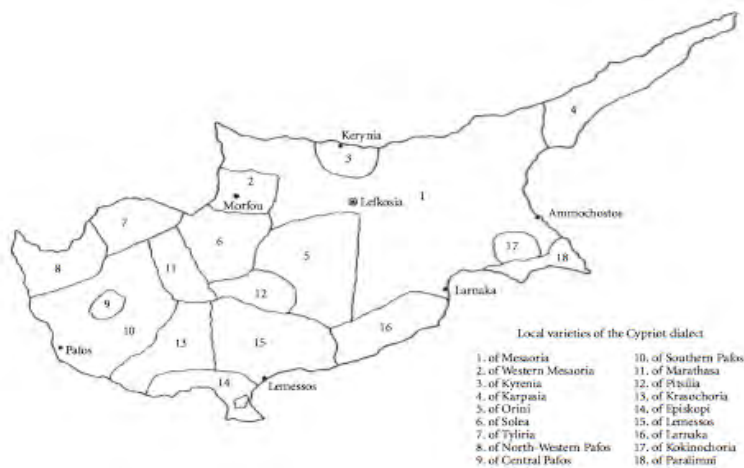 4
Kerynia
3
2
Morfou
Lefkosia
1
Ammochostos
7
6
5
17
18
8
11
12
Larnaka
9
10
16
Pafos
13
15
14
Lemessos
Local varieties of the Cypriot dialect
1. of Mesaoria
2. of Western Mesaoria
3. of Kyrenia
4. of Karpasia
5. of Orini
6. of Solea
7. of Tyliria
8. of North-Western Pafos
9. of Central Pafos
10. of Southern Pafos
11. of Marathasa
12. of Pitsilia
13. of Krasochoria
14. of Episkopi
15. of Lemessos
16. of Larnaka
17. of Kokinochoria
18. of Paralimni